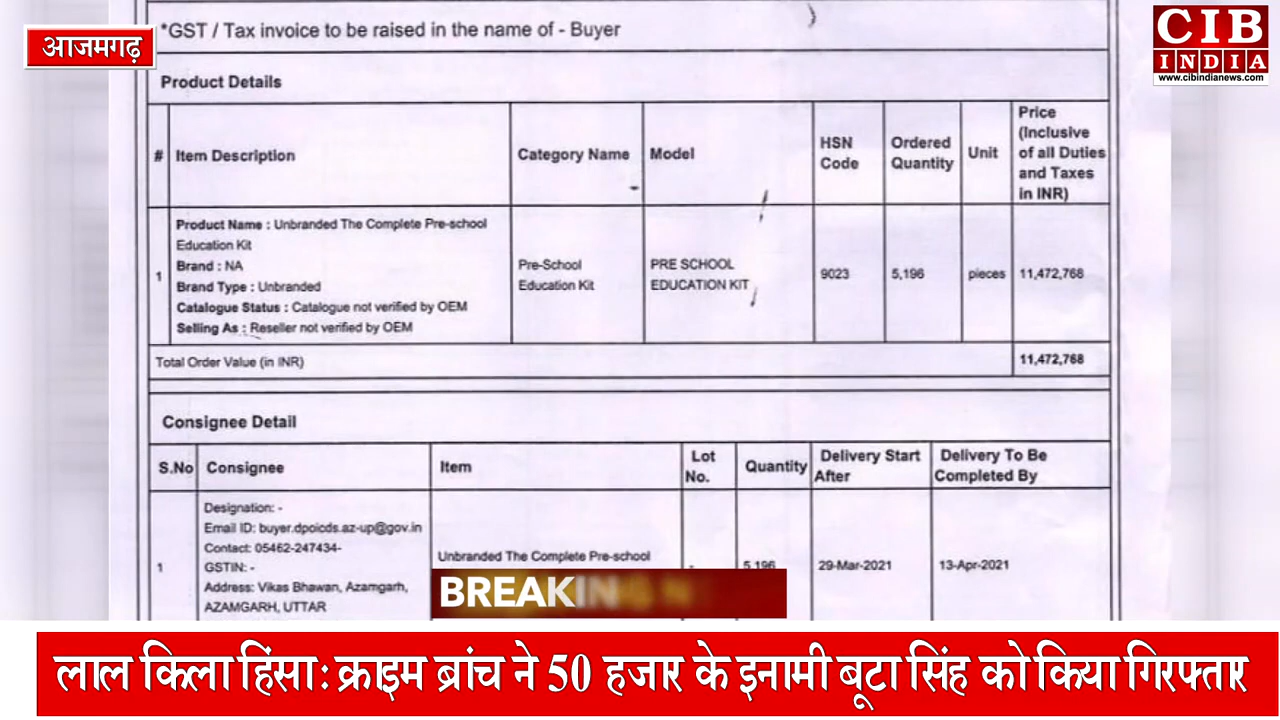 आजमगढ़
CIB
INDIA
www.cibindianews.com
*GST / Tax invoice to be raised in the name of - Buyer
Product Details
# Item Description Category Name Model HSN Code Ordered Quantity Unit Price (Inclusive of all Duties and Taxes in INR)
Product Name : Unbranded The Complete Pre-school
Education Kit
Brand : NA
Brand Type : Unbranded
Catalogue Status : Catalogue not verified by OEM
Selling As : Reseller not verified by OEM
1 Pre-School Education Kit PRE SCHOOL EDUCATION KIT 9023 5,196 pieces 11,472,768
Total Order Value (in INR) 11,472,768
Consignee Detail
S.No Consignee Item Lot No. Quantity Delivery Start After Delivery To Be Completed By
Designation: -
Email ID: buyer.dpoicds.az-up@gov.in
Contact: 05462-247434-
GSTIN: -
Address: Vikas Bhawan, Azamgarh,
AZAMGARH, UTTAR
1 Unbranded The Complete Pre-school - 5,196 29-Mar-2021 13-Apr-2021
BREAKING
लाल किला हिंसा: क्राइम ब्रांच ने 50 हजार के इनामी बूटा सिंह को किया गिरफ्तार